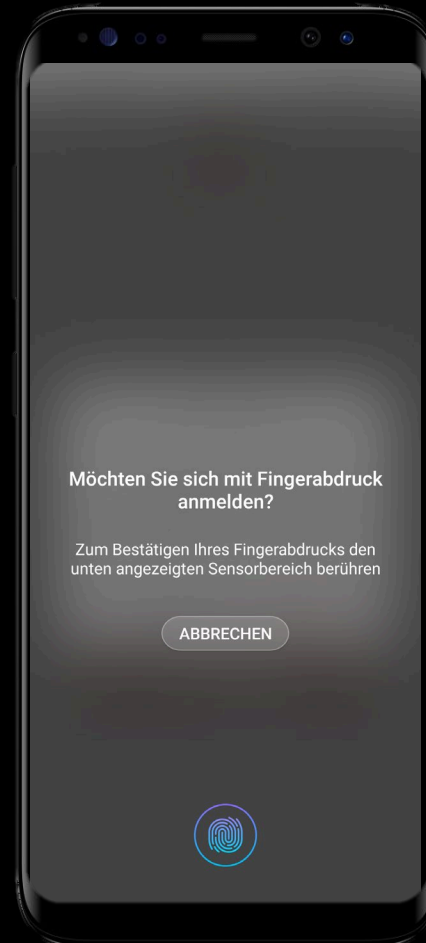 Möchten Sie sich mit Fingerabdruck
anmelden?
Zum Bestätigen Ihres Fingerabdrucks den
unten angezeigten Sensorbereich berühren
ABBRECHEN